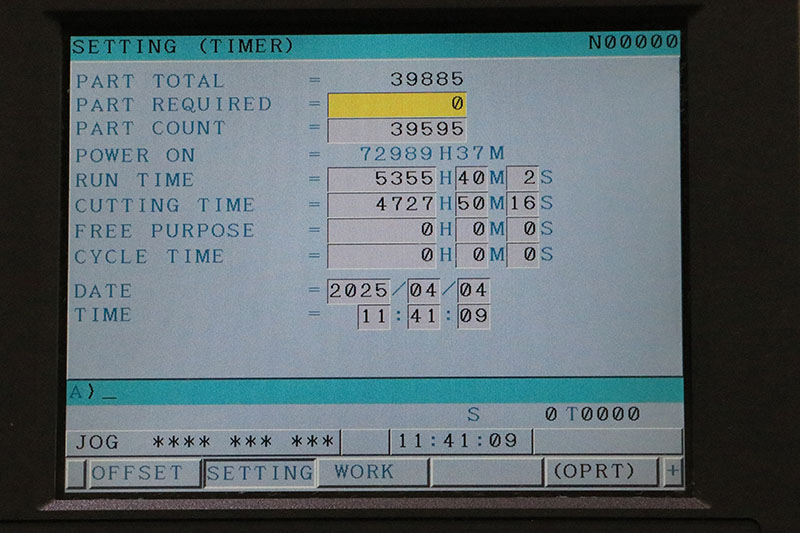 SETTING (TIMER) N00000
PART TOTAL = 39885
PART REQUIRED = 0
PART COUNT = 39595
POWER ON = 72989H37M
RUN TIME = 5355H40M 2S
CUTTING TIME = 4727H50M16S
FREE PURPOSE = 0H 0M 0S
CYCLE TIME = 0H 0M 0S
DATE = 2025/04/04
TIME = 11:41:09
A)_
S 0 T0000
JOG **** *** *** 11:41:09
OFFSET SETTING WORK (OPRT) +